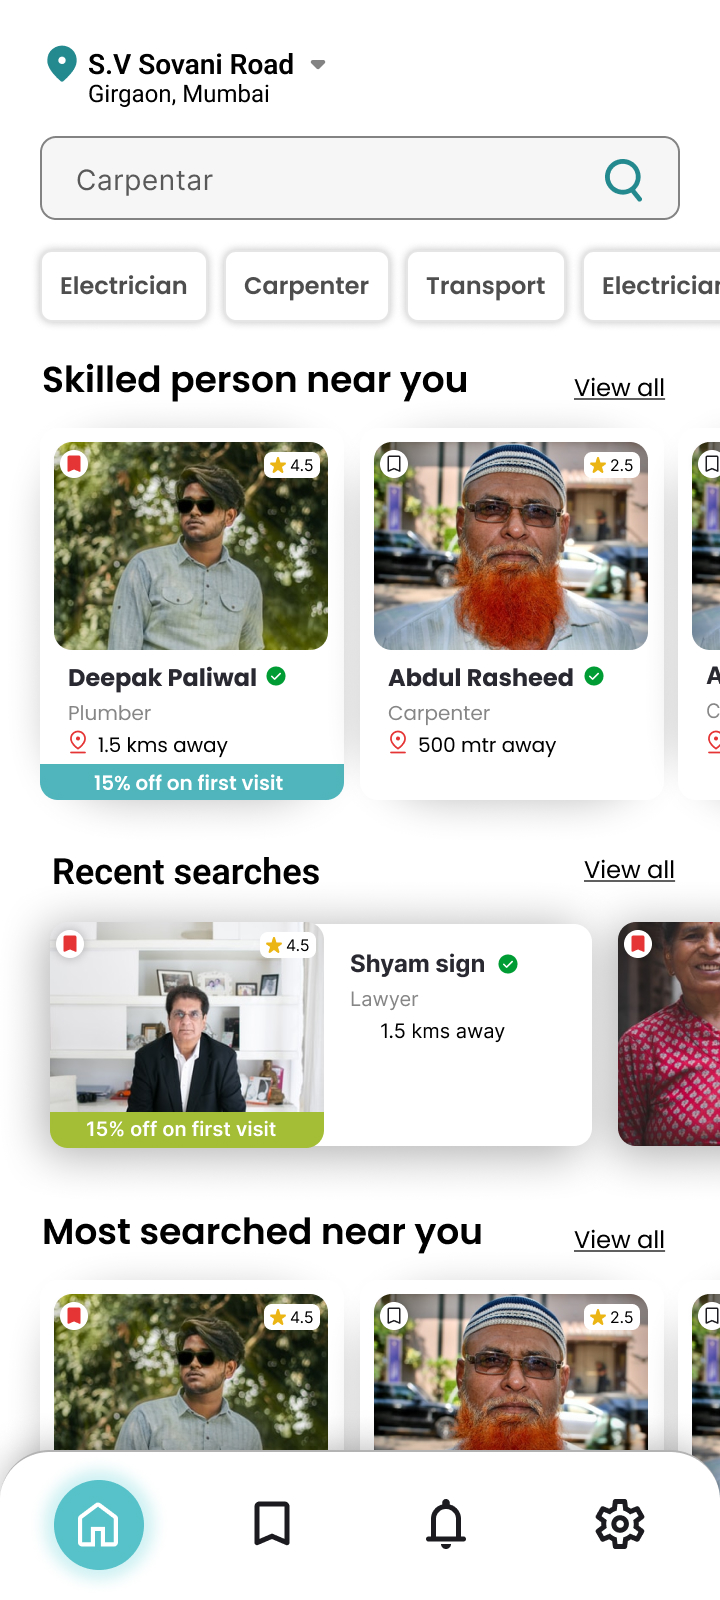 S.V Sovani Road
Girgaon, Mumbai
Carpentar
Electrician
Carpenter
Transport
Electrician
Skilled person near you
View all
4.5
2.5
Deepak Paliwal
Abdul Rasheed
A
Plumber
Carpenter
C
1.5 kms away
500 mtr away
15% off on first visit
Recent searches
View all
4.5
Shyam sign
Lawyer
1.5 kms away
15% off on first visit
Most searched near you
View all
4.5
2.5